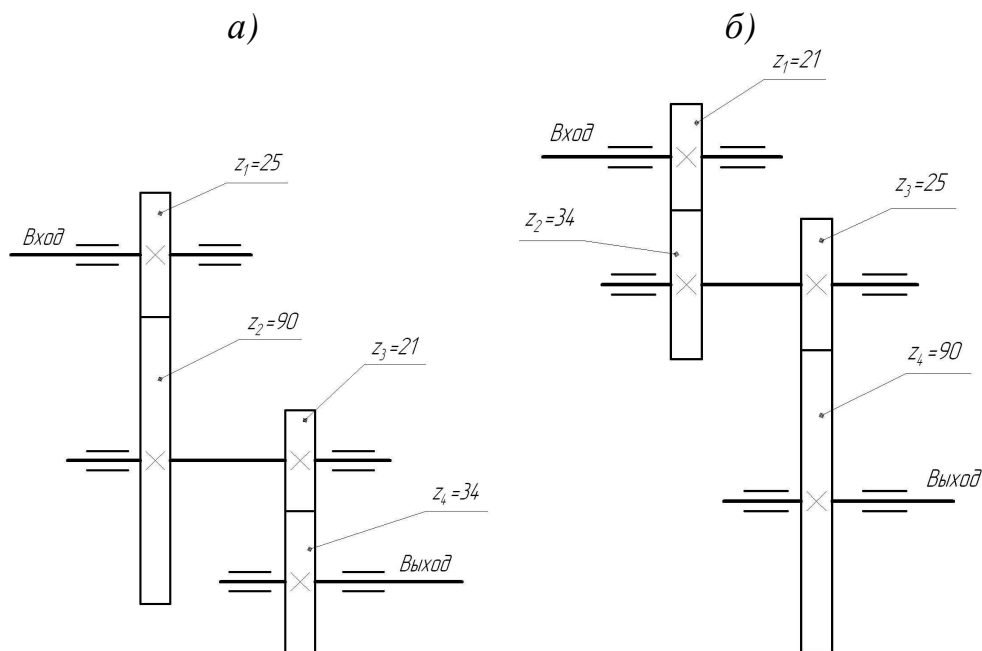 а)
z₁=25
Вход
z₂=90
z₃=21
z₄=34
Выход
б)
z₁=21
Вход
z₃=25
z₂=34
z₄=90
Выход